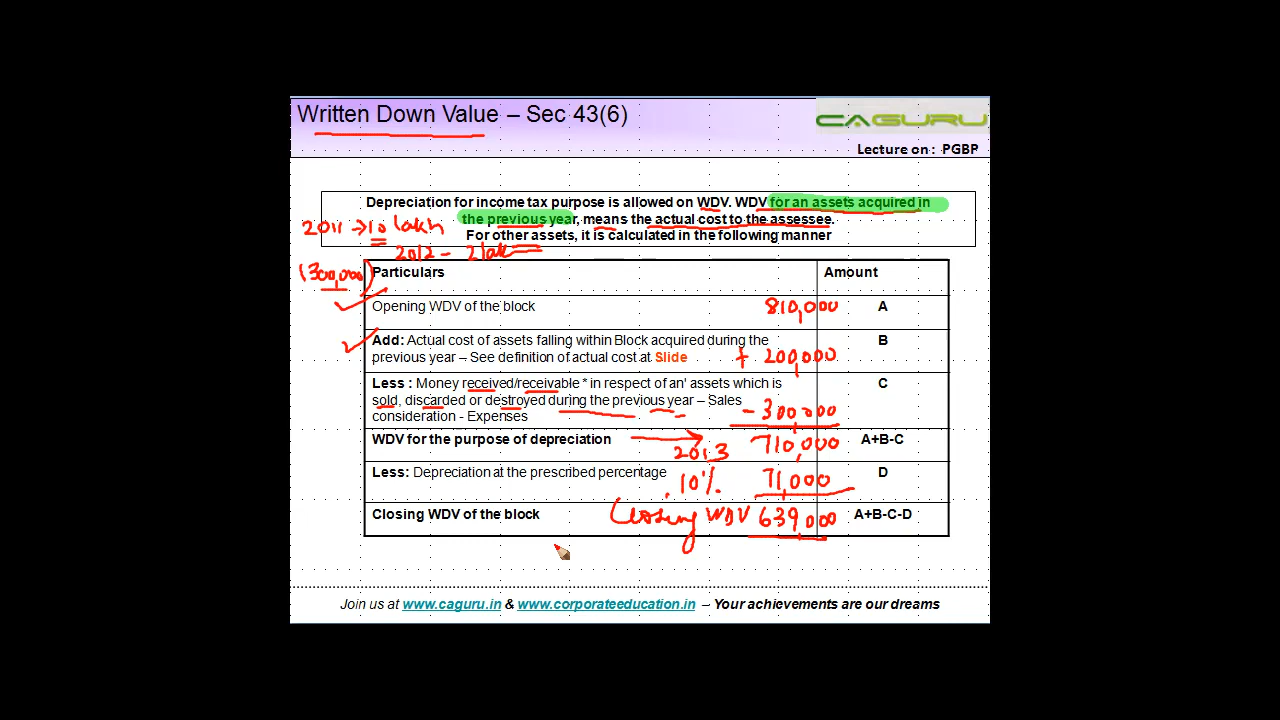 Written Down Value – Sec 43(6)
CAGURU
Lecture on : PGBP
Depreciation for income tax purpose is allowed on WDV. WDV for an assets acquired in
the previous year, means the actual cost to the assessee.
For other assets, it is calculated in the following manner
2011 → 10 lakh
2012 - 2 lak
(300,000)
Particulars Amount
Opening WDV of the block 810,000 A
Add: Actual cost of assets falling within Block acquired during the B
previous year – See definition of actual cost at Slide + 200,000
Less : Money received/receivable * in respect of an' assets which is C
sold, discarded or destroyed during the previous year – Sales
consideration - Expenses - 300,000
WDV for the purpose of depreciation 2013 710,000 A+B-C
Less: Depreciation at the prescribed percentage 10% 71,000 D
Closing WDV of the block Closing WDV 639,000 A+B-C-D
Join us at www.caguru.in & www.corporateeducation.in – Your achievements are our dreams